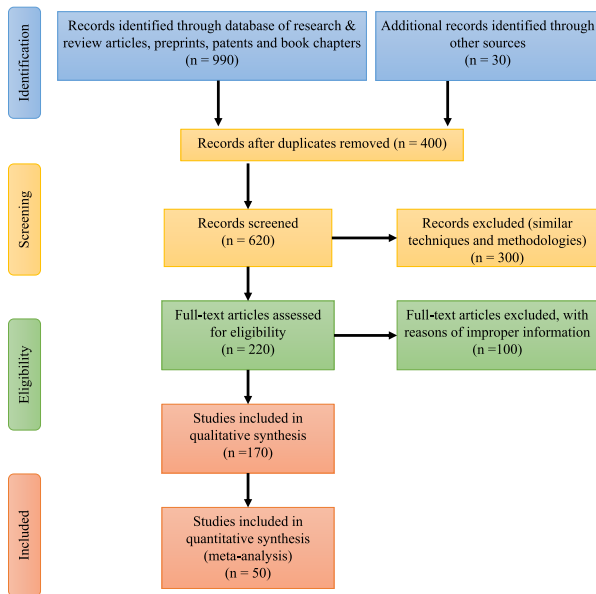 Identification
Records identified through database of research &
review articles, preprints, patents and book chapters
(n = 990)
Additional records identified through
other sources
(n = 30)
Records after duplicates removed (n = 400)
Screening
Records screened
n = 620)
Records excluded (similar
techniques and methodologies)
n = 300)
Eligibility
Full-text articles assessed
for eligibility
(n = 220)
Full-text articles excluded, with
reasons of improper information
(n =100)
Studies included in
qualitative synthesis
(n =170)
Included
Studies included in
quantitative synthesis
(meta-analysis)
(n = 50)